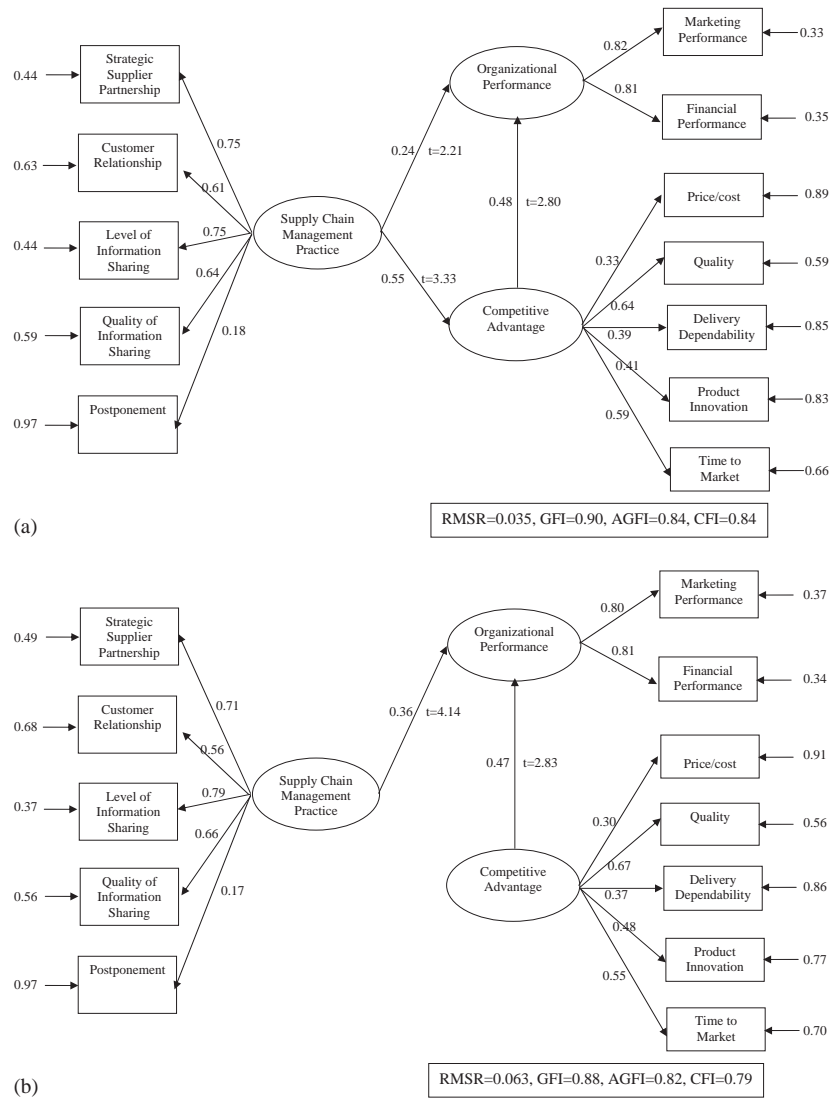 Strategic
Supplier
Partnership
0.44
Customer
Relationship
0.63
Level of
Information
Sharing
0.44
Quality of
Information
Sharing
0.59
Postponement
0.97
0.75
0.61
0.75
0.64
0.18
Supply Chain
Management
Practice
0.24 t=2.21
0.55 t=3.33
Organizational
Performance
0.48 t=2.80
Competitive
Advantage
0.82
0.81
Marketing
Performance
0.33
Financial
Performance
0.35
0.33
0.64
0.39
0.41
0.59
Price/cost
0.89
Quality
0.59
Delivery
Dependability
0.85
Product
Innovation
0.83
Time to
Market
0.66
RMSR=0.035, GFI=0.90, AGFI=0.84, CFI=0.84
(a)
Strategic
Supplier
Partnership
0.49
Customer
Relationship
0.68
Level of
Information
Sharing
0.37
Quality of
Information
Sharing
0.56
Postponement
0.97
0.71
0.56
0.79
0.66
0.17
Supply Chain
Management
Practice
0.36 t=4.14
Organizational
Performance
0.47 t=2.83
Competitive
Advantage
0.80
0.81
Marketing
Performance
0.37
Financial
Performance
0.34
0.30
0.67
0.37
0.48
0.55
Price/cost
0.91
Quality
0.56
Delivery
Dependability
0.86
Product
Innovation
0.77
Time to
Market
0.70
RMSR=0.063, GFI=0.88, AGFI=0.82, CFI=0.79
(b)